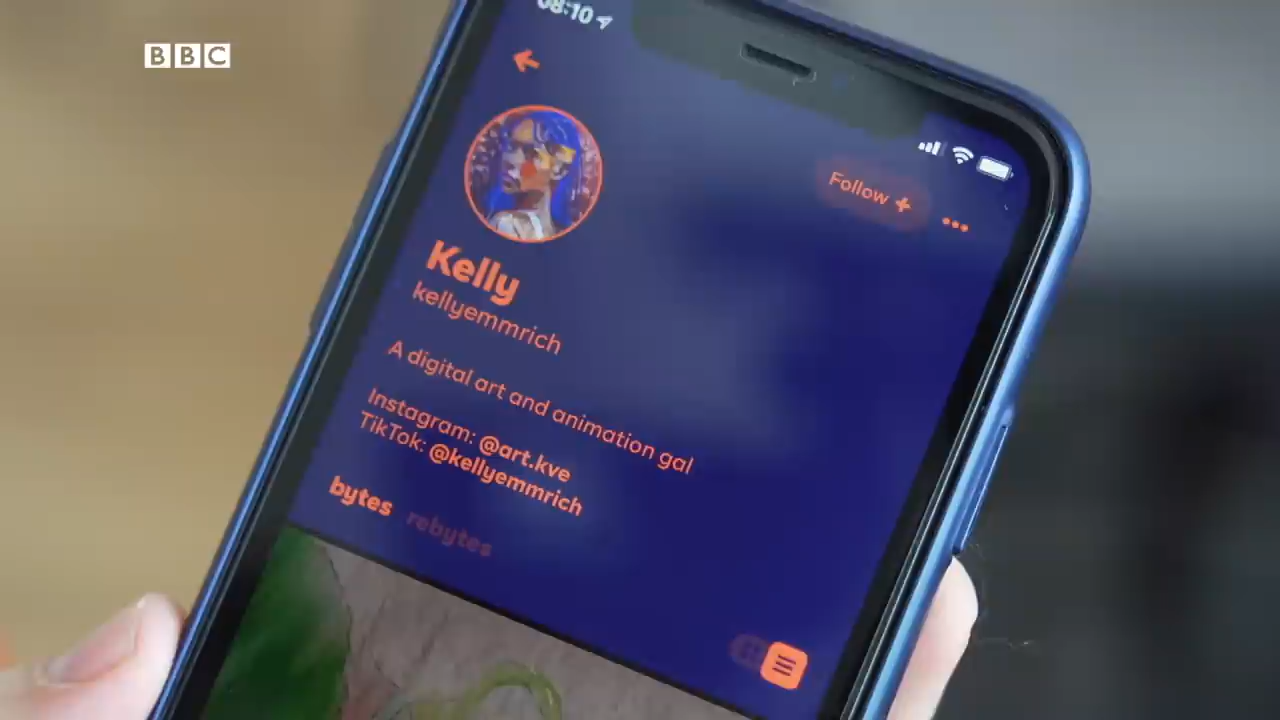 BBC
08:10
Follow +
Kelly
kellyemmrich
A digital art and animation gal
Instagram: @art.kve
TikTok: @kellyemmrich
bytes rebytes